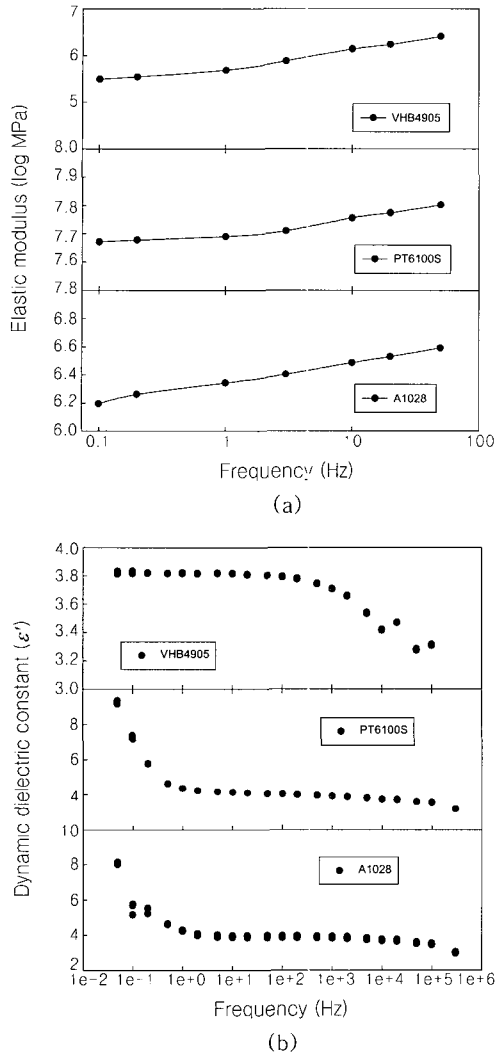 7
6
5
VHB4905
8.0
7.9
7.8
7.7
7.6
PT6100S
7.8
6.8
6.6
6.4
6.2
6.0
A1028
0.1
1
10
100
Elastic modulus (log MPa)
Frequency (Hz)
(a)
4.0
3.8
3.6
3.4
3.2
3.0
VHB4905
8
6
4
PT6100S
10
8
6
4
2
A1028
1e-2
1e-1
1e+0
1e+1
1e+2
1e+3
1e+4
1e+5
1e+6
Dynamic dielectric constant (ε′)
Frequency (Hz)
(b)